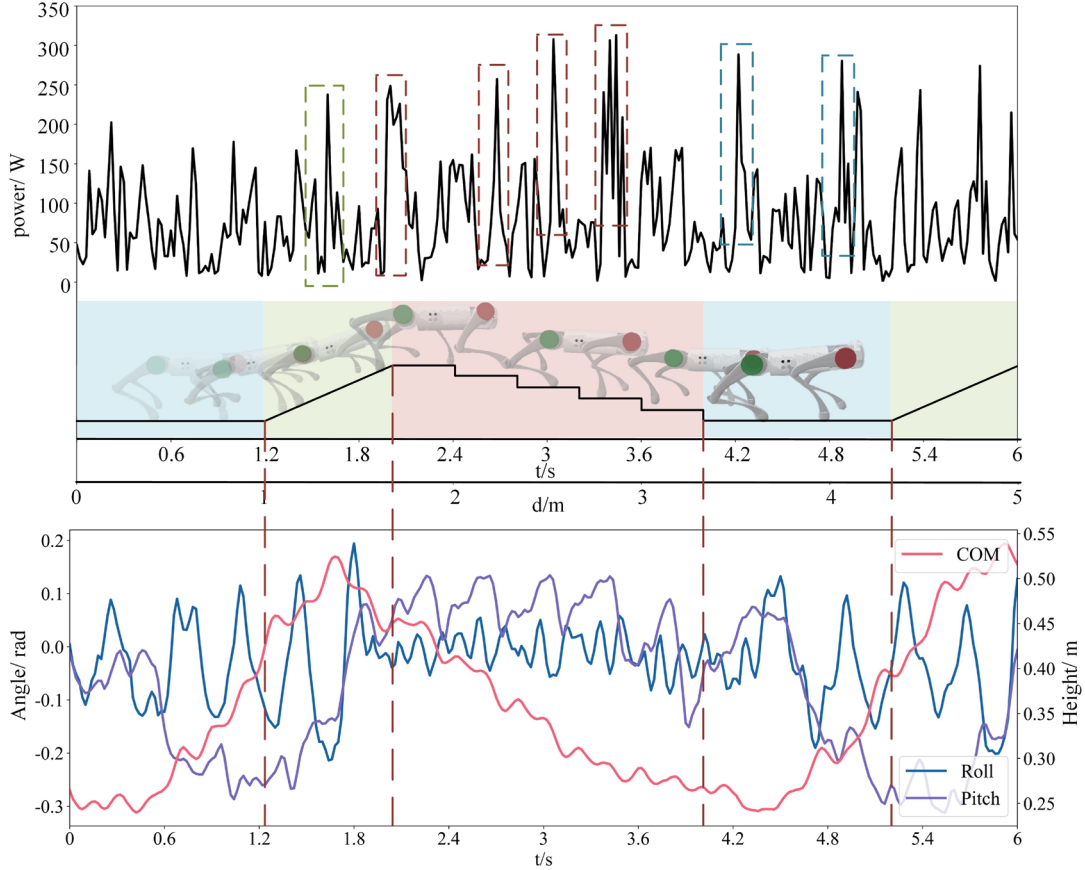 350
300
250
200
150
100
50
0
power/ W
0.6 1.2 1.8 2.4 3 3.6 4.2 4.8 5.4 6
t/s
0 1 2 3 4 5
d/m
0.2
0.1
0.0
-0.1
-0.2
-0.3
Angle/ rad
0.55
0.50
0.45
0.40
0.35
0.30
0.25
Height/ m
COM
Roll
Pitch
0 0.6 1.2 1.8 2.4 3 3.6 4.2 4.8 5.4 6
t/s